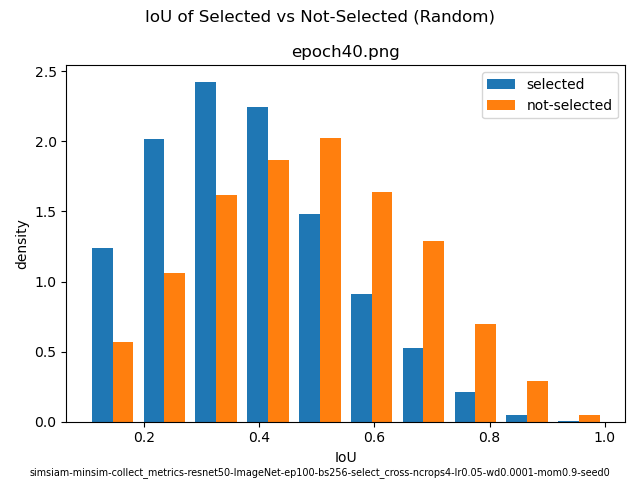 IoU of Selected vs Not-Selected (Random)
epoch40.png
2.5
2.0
1.5
1.0
0.5
0.0
density
selected
not-selected
0.2 0.4 0.6 0.8 1.0
IoU
simsiam-minsim-collect_metrics-resnet50-ImageNet-ep100-bs256-select_cross-ncrops4-lr0.05-wd0.0001-mom0.9-seed0